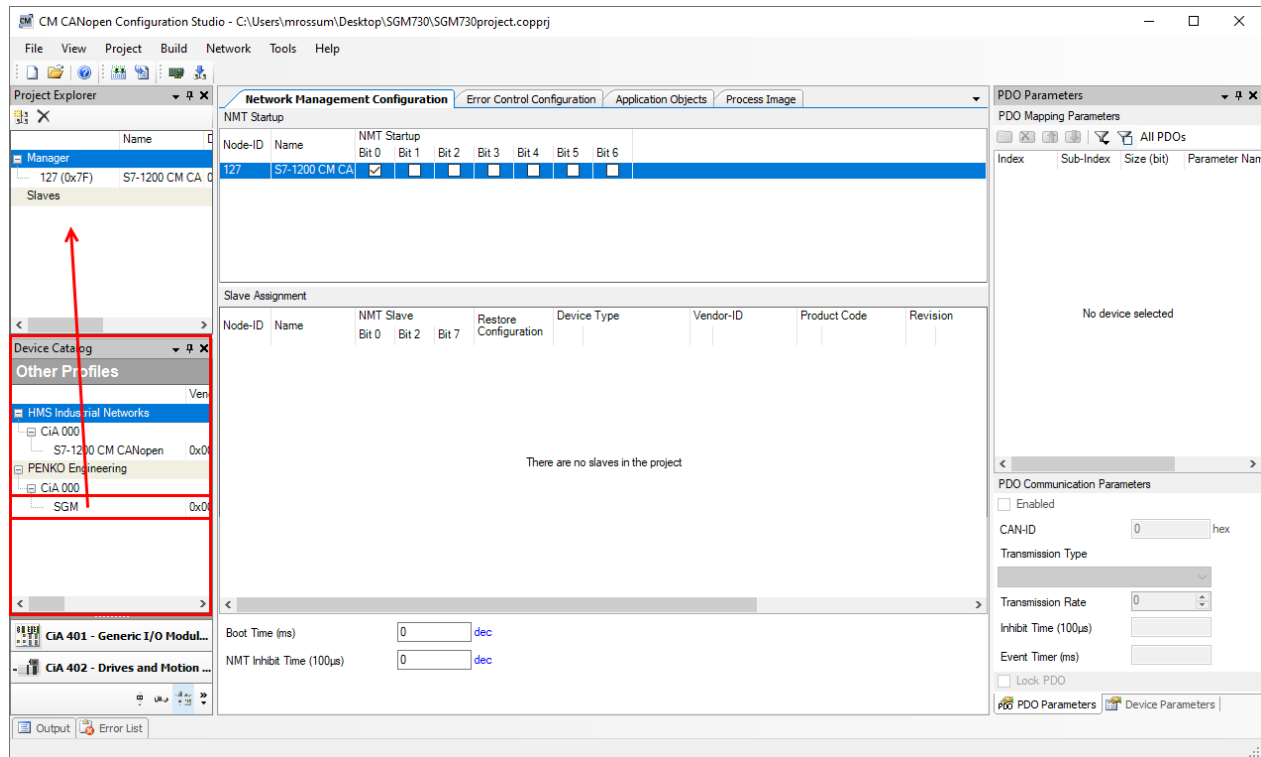 CM CANopen Configuration Studio - C:\Users\mrossum\Desktop\SGM730\SGM730project.copprj
File View Project Build Network Tools Help
Project Explorer
Name
Manager
127 (0x7F) S7-1200 CM CA 0
Slaves
Device Catalog
Other Profiles
Ven
HMS Industrial Networks
CiA 000
S7-1200 CM CANopen 0x00
PENKO Engineering
CiA 000
SGM 0x00
CiA 401 - Generic I/O Modul...
CiA 402 - Drives and Motion ...
Network Management Configuration Error Control Configuration Application Objects Process Image
NMT Startup
Node-ID Name NMT Startup
Bit 0 Bit 1 Bit 2 Bit 3 Bit 4 Bit 5 Bit 6
127 S7-1200 CM CA
Slave Assignment
Node-ID Name NMT Slave Restore Configuration Device Type Vendor-ID Product Code Revision
Bit 0 Bit 2 Bit 7
There are no slaves in the project
Boot Time (ms) 0 dec
NMT Inhibit Time (100µs) 0 dec
PDO Parameters
PDO Mapping Parameters
All PDOs
Index Sub-Index Size (bit) Parameter Nam
No device selected
PDO Communication Parameters
Enabled
CAN-ID 0 hex
Transmission Type
Transmission Rate 0
Inhibit Time (100µs)
Event Timer (ms)
Lock PDO
PDO Parameters Device Parameters
Output Error List